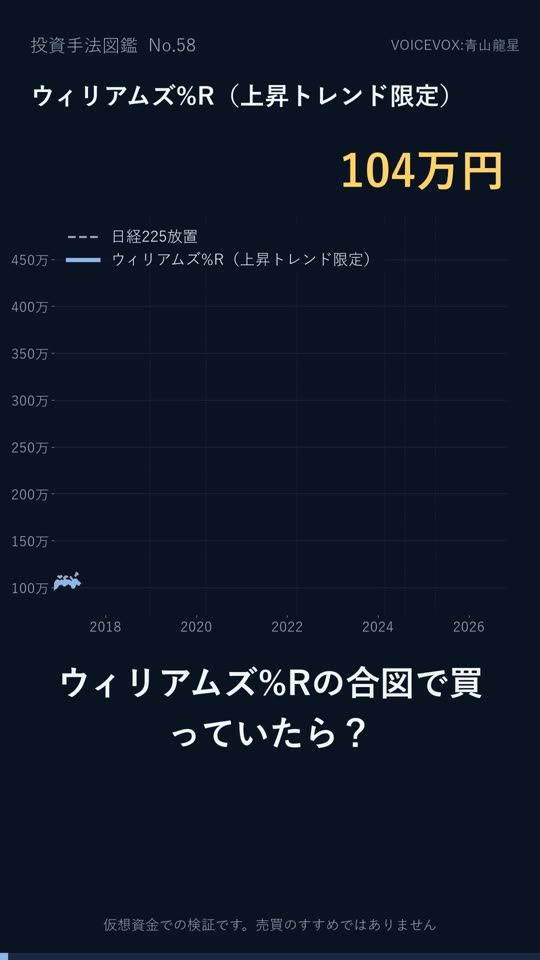 投資手法図鑑 No.58
VOICEVOX:青山龍星
ウィリアムズ%R（上昇トレンド限定）
104万円
日経225放置
ウィリアムズ%R（上昇トレンド限定）
450万
400万
350万
300万
250万
200万
150万
100万
2018 2020 2022 2024 2026
ウィリアムズ%Rの合図で買
っていたら？
仮想資金での検証です。売買のすすめではありません